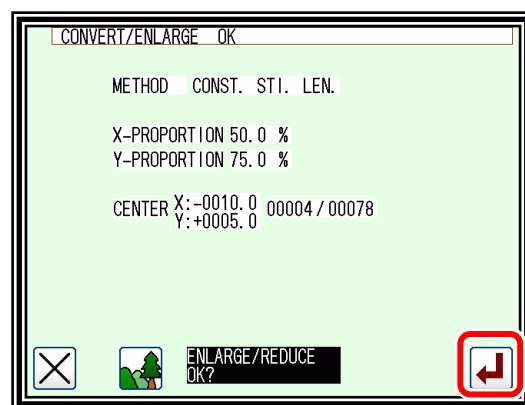 CONVERT/ENLARGE OK
METHOD CONST. STI. LEN.
X-PROPORTION 50.0 %
Y-PROPORTION 75.0 %
CENTER X:-0010.0 00004/00078
Y:+0005.0
ENLARGE/REDUCE
OK?